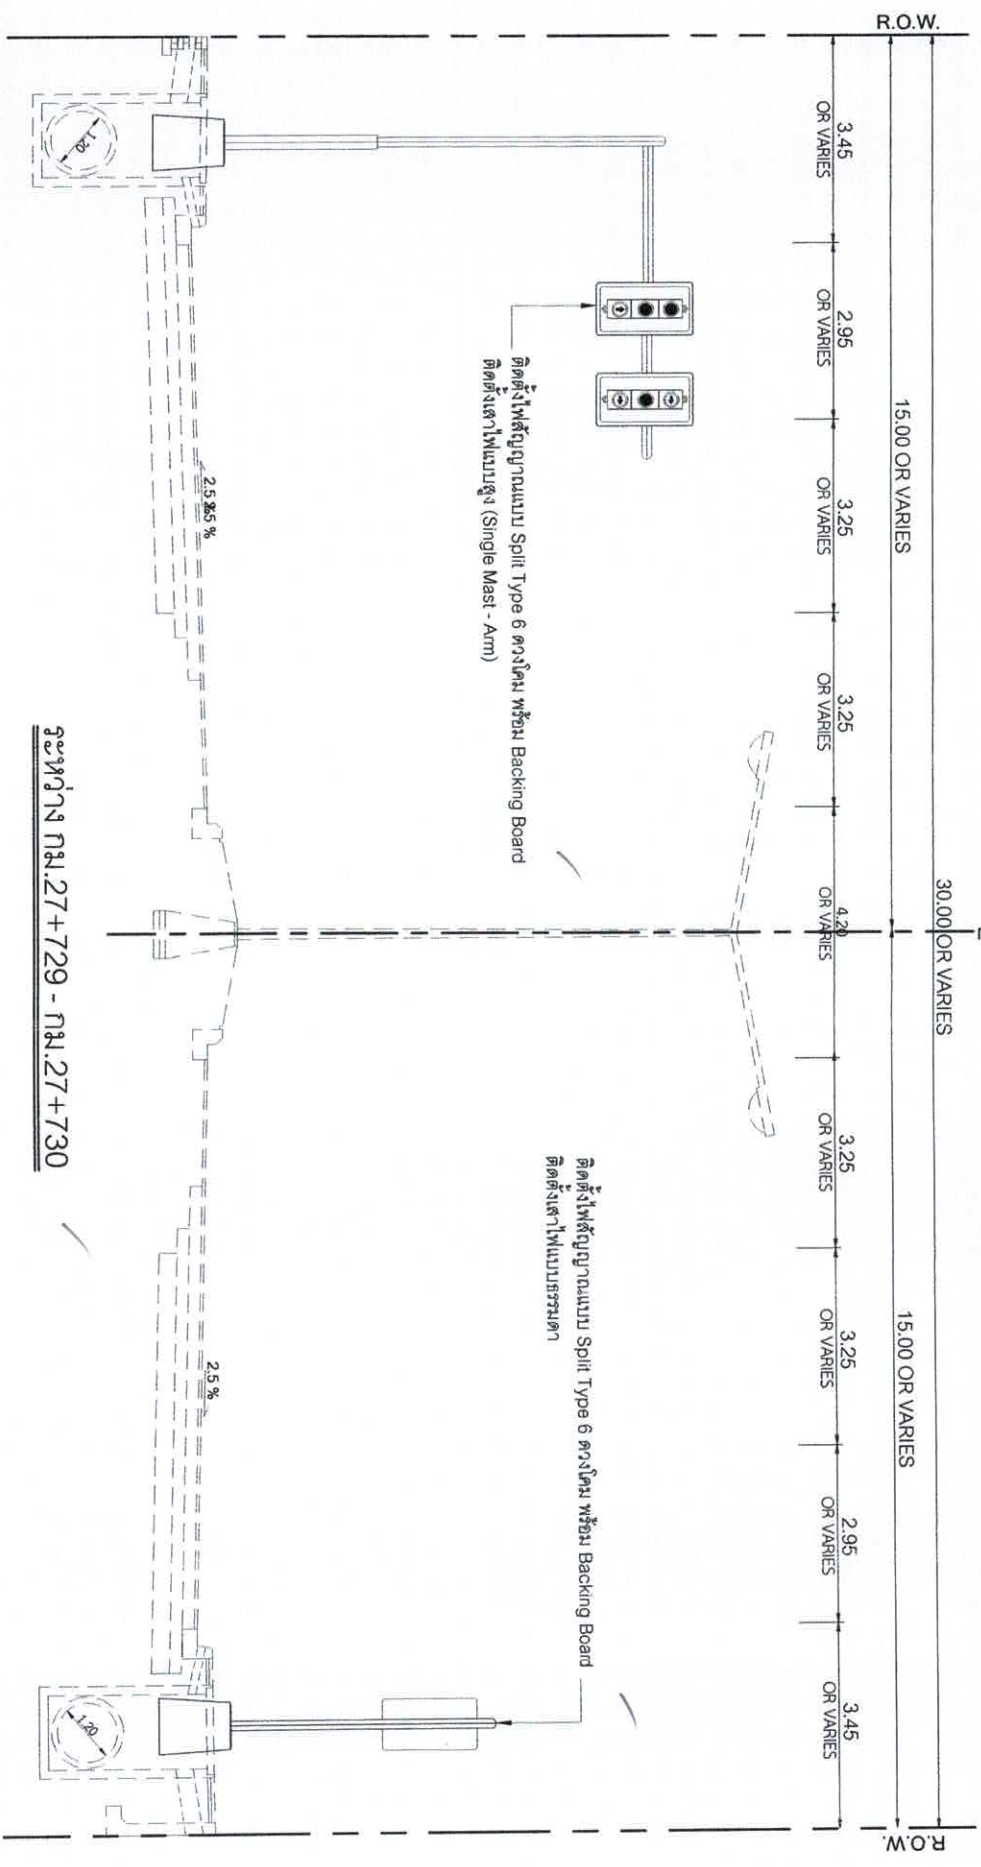 R.O.W.
R.O.W.
30.00 OR VARIES
15.00 OR VARIES
15.00 OR VARIES
3.45
OR VARIES
2.95
OR VARIES
3.25
OR VARIES
3.25
OR VARIES
4.20
OR VARIES
3.25
OR VARIES
3.25
OR VARIES
2.95
OR VARIES
3.45
OR VARIES
ติดตั้งไฟสัญญาณแบบ Split Type 6 ดวงโคม พร้อม Backing Board
ติดตั้งเสาไฟแบบสูง (Single Mast - Arm)
ติดตั้งไฟสัญญาณแบบ Split Type 6 ดวงโคม พร้อม Backing Board
ติดตั้งเสาไฟแบบธรรมดา
1.20
2.5 %
2.5 %
1.20
ระหว่าง กม.27+729 - กม.27+730